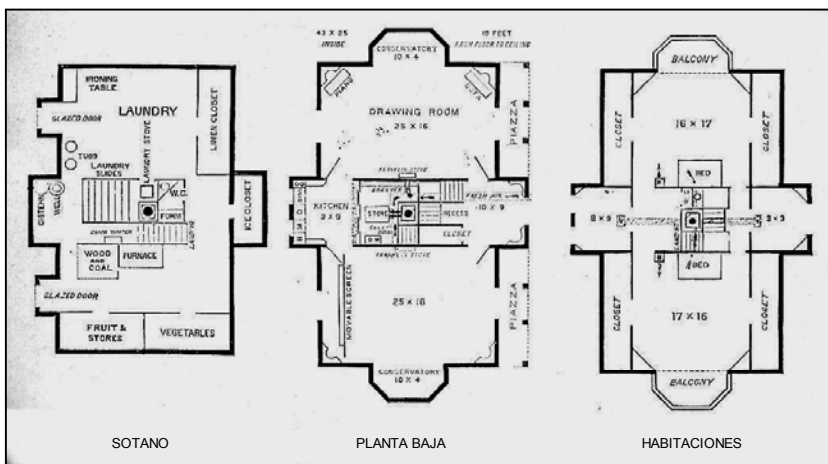 IRONING
TABLE
LAUNDRY
GLAZED DOOR
LINEN CLOSET
LAUNDRY STOVE
TUBS
LAUNDRY
SLIDES
W.C.
CISTERN
WELL
ICE CLOSET
LANDING
WOOD
AND
COAL
FURNACE
GLAZED DOOR
FRUIT &
STORES
VEGETABLES
SOTANO
43 X 25
INSIDE
10 FEET
FROM FLOOR TO CEILING
CONSERVATORY
10 X 4
PIANO
DRAWING ROOM
25 X 16
PIAZZA
FRANKLIN STOVE
KITCHEN
9 X 9
STOVE
FRESH AIR
10 X 9
CLOSET
FRANKLIN STOVE
MOVABLE SCREEN
25 X 16
PIAZZA
CONSERVATORY
10 X 4
PLANTA BAJA
BALCONY
CLOSET
16 X 17
CLOSET
BED
8 X 9
BED
CLOSET
17 X 16
CLOSET
BALCONY
HABITACIONES